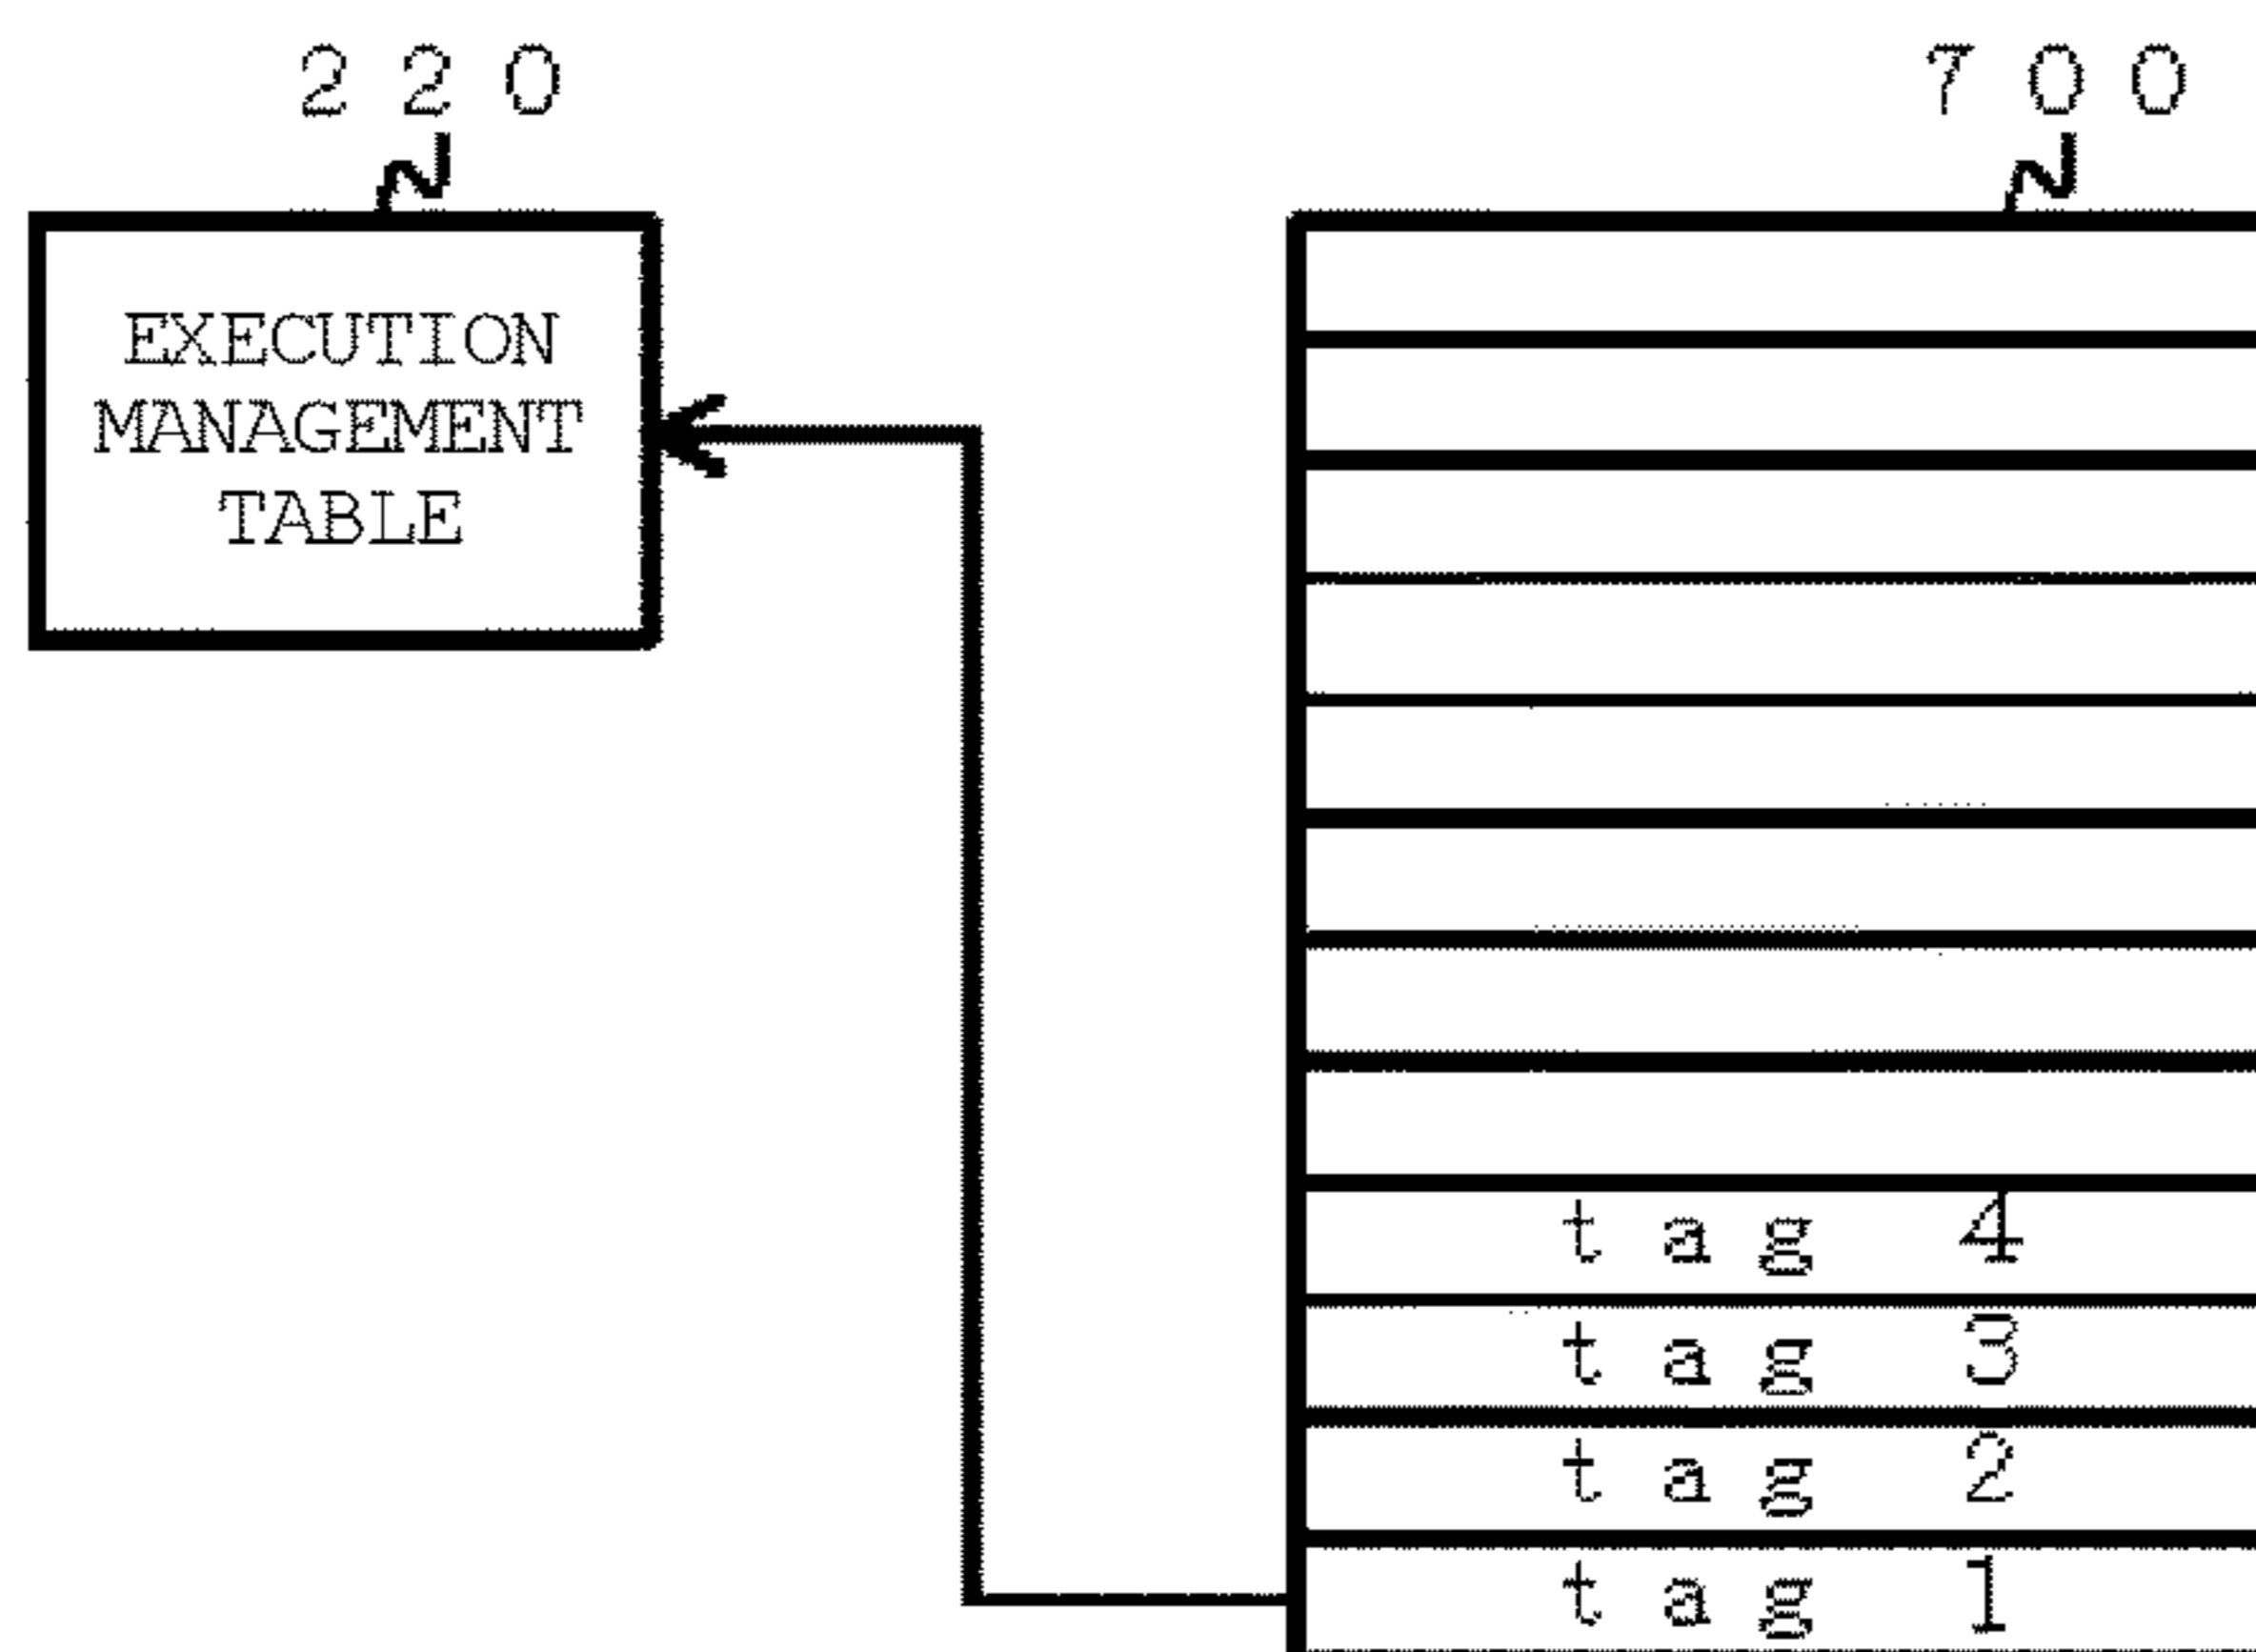 220
700
EXECUTION
MANAGEMENT
TABLE
tag 4
tag 3
tag 2
tag 1